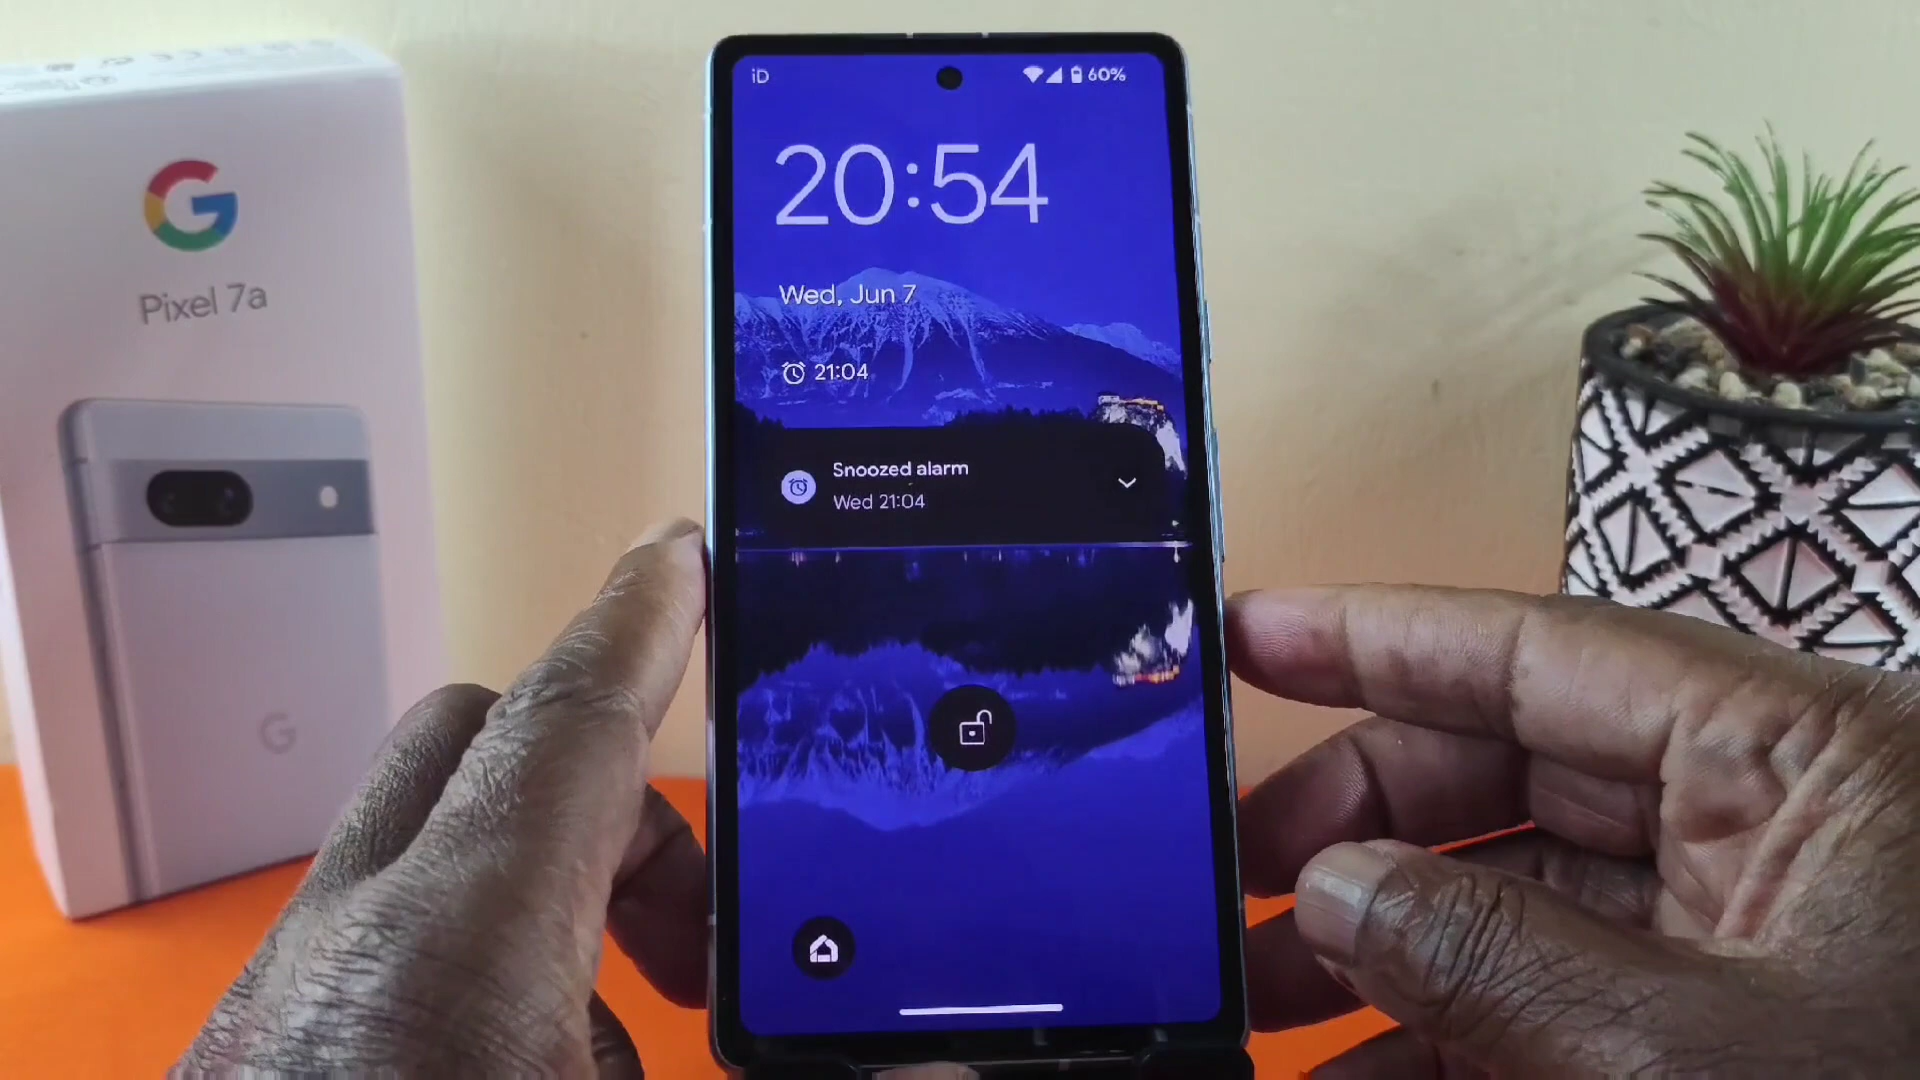 G
Pixel 7a
G
iD
60%
20:54
Wed, Jun 7
21:04
Snoozed alarm
Wed 21:04